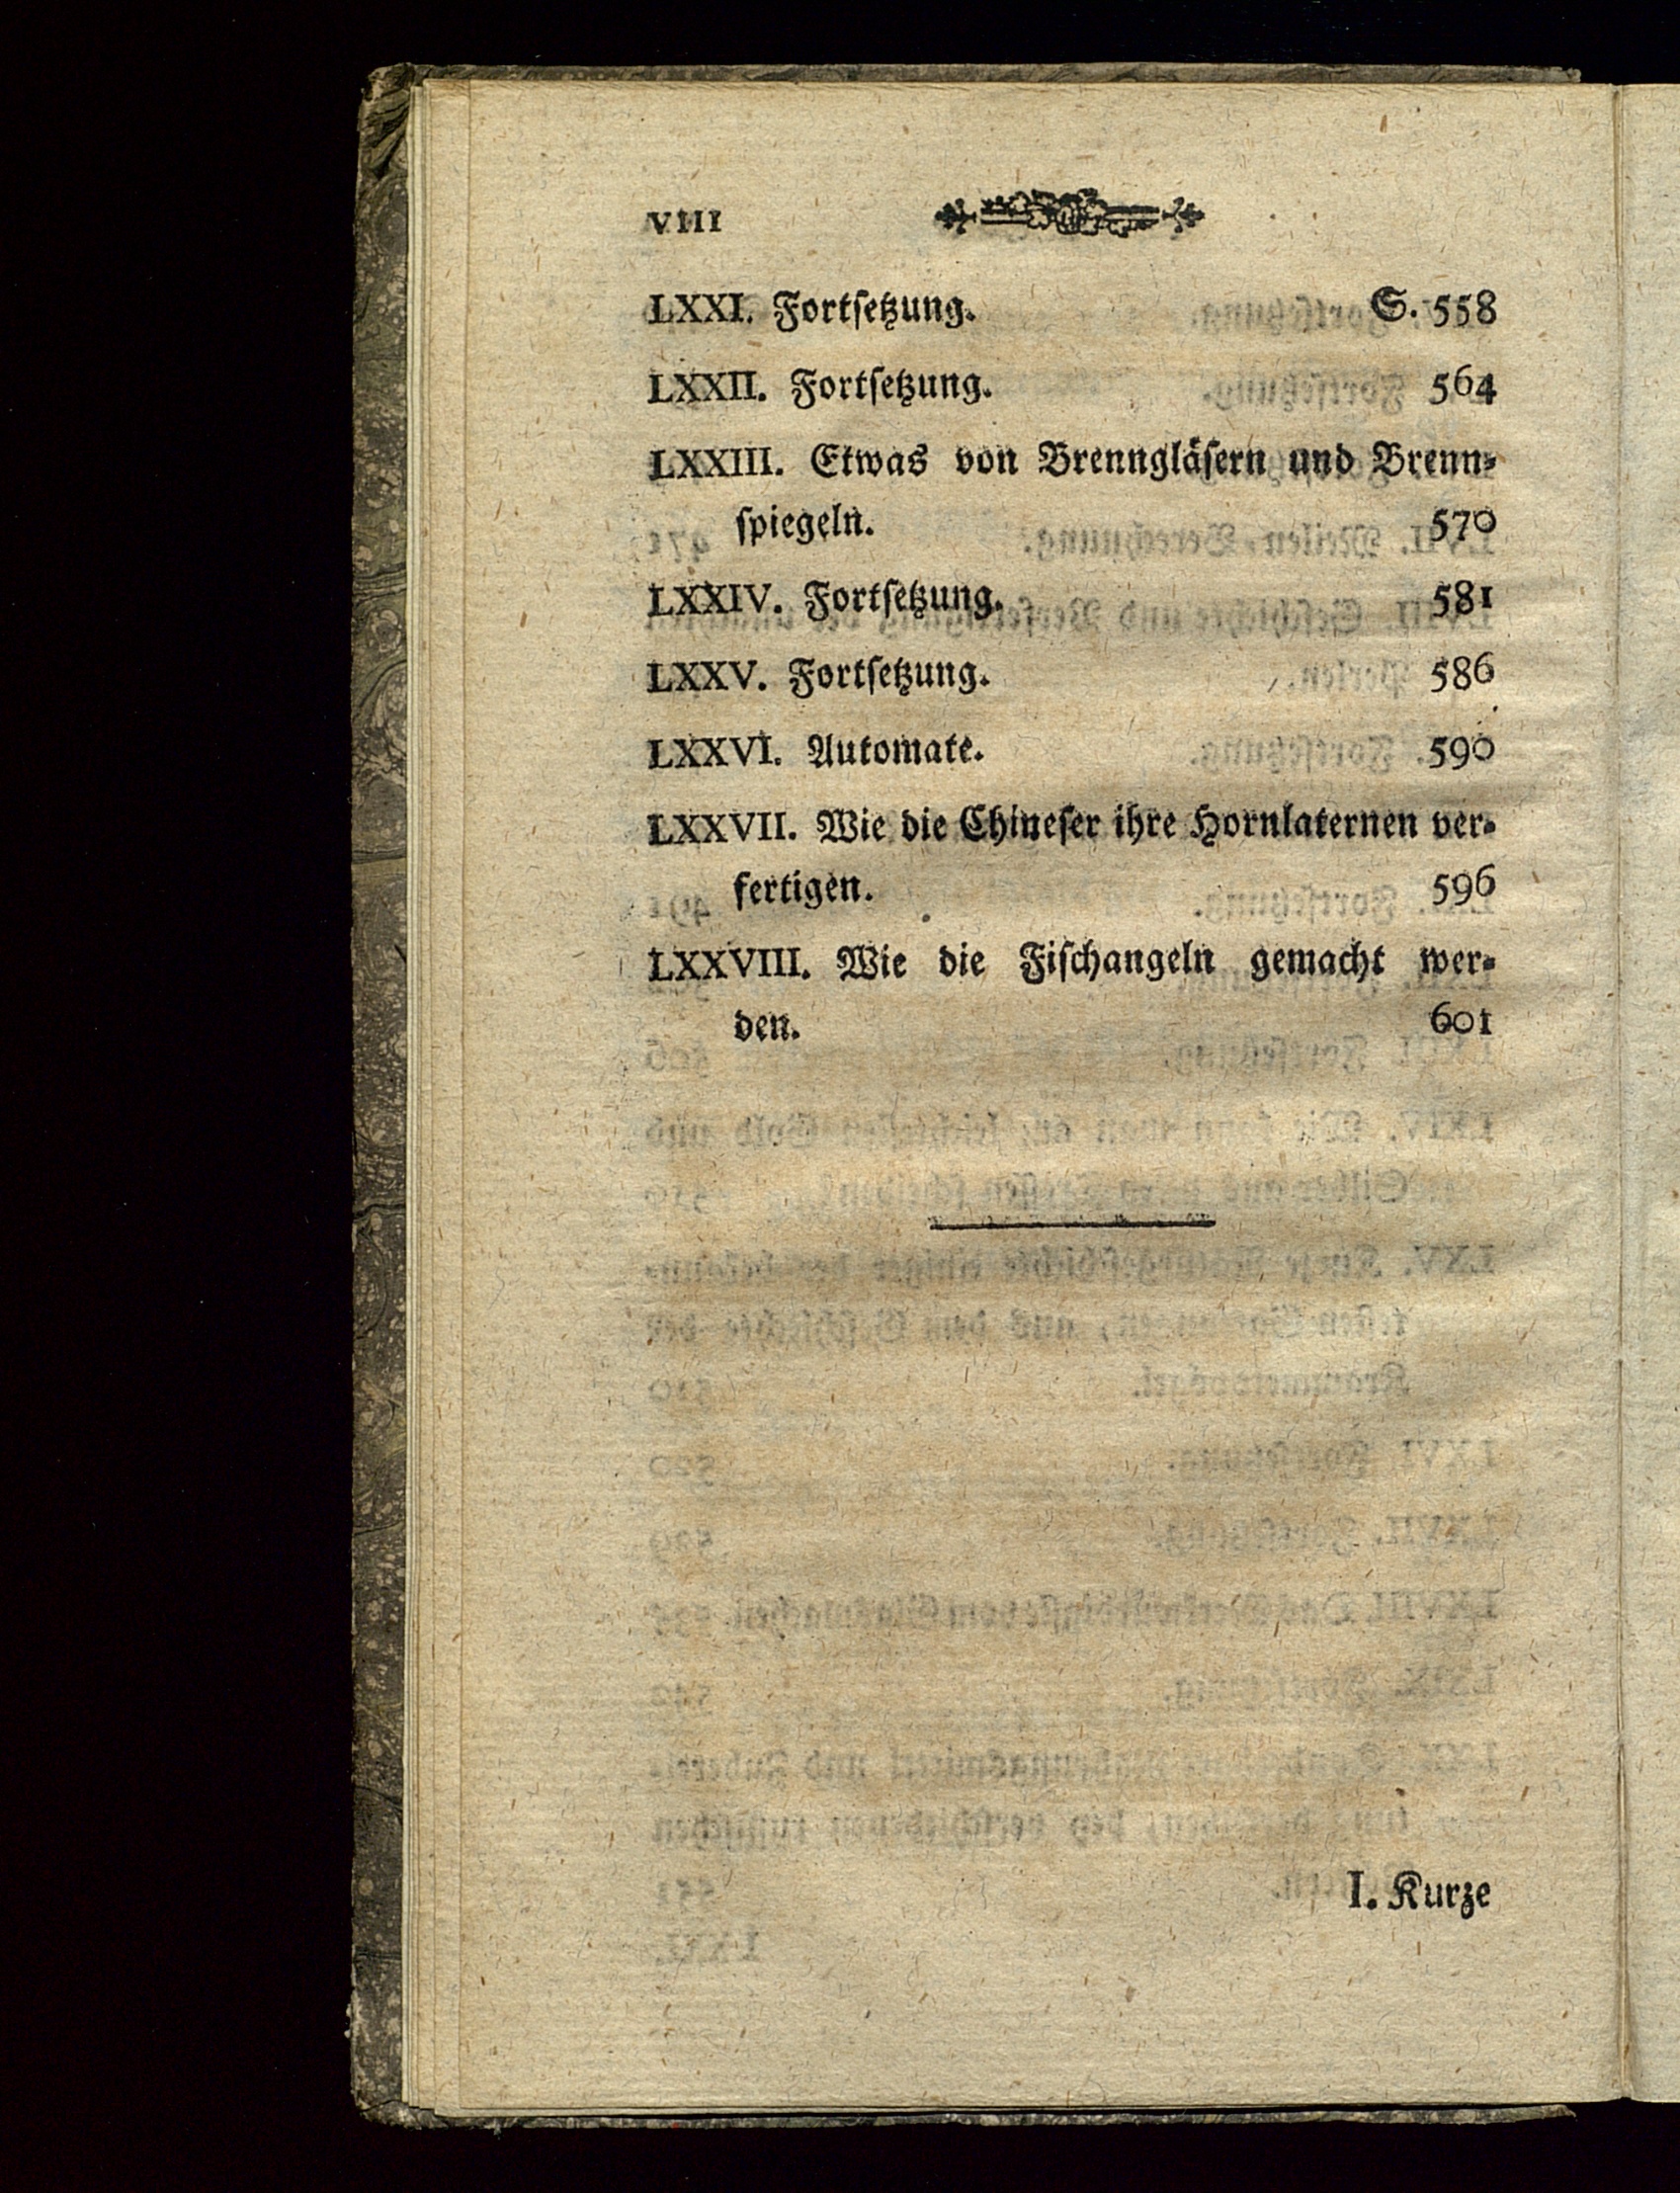 VIII
LXXI. Fortſetzung. S. 558
LXXII. Fortſetzung. 564
LXXIII. Etwas von Brenngläſern und Brenn-
ſpiegeln. 570
LXXIV. Fortſetzung. 581
LXXV. Fortſetzung. 586
LXXVI. Automate. 590
LXXVII. Wie die Chineſer ihre Hornlaternen ver-
fertigen. 596
LXXVIII. Wie die Fiſchangeln gemacht wer-
den. 601
I. Kurze